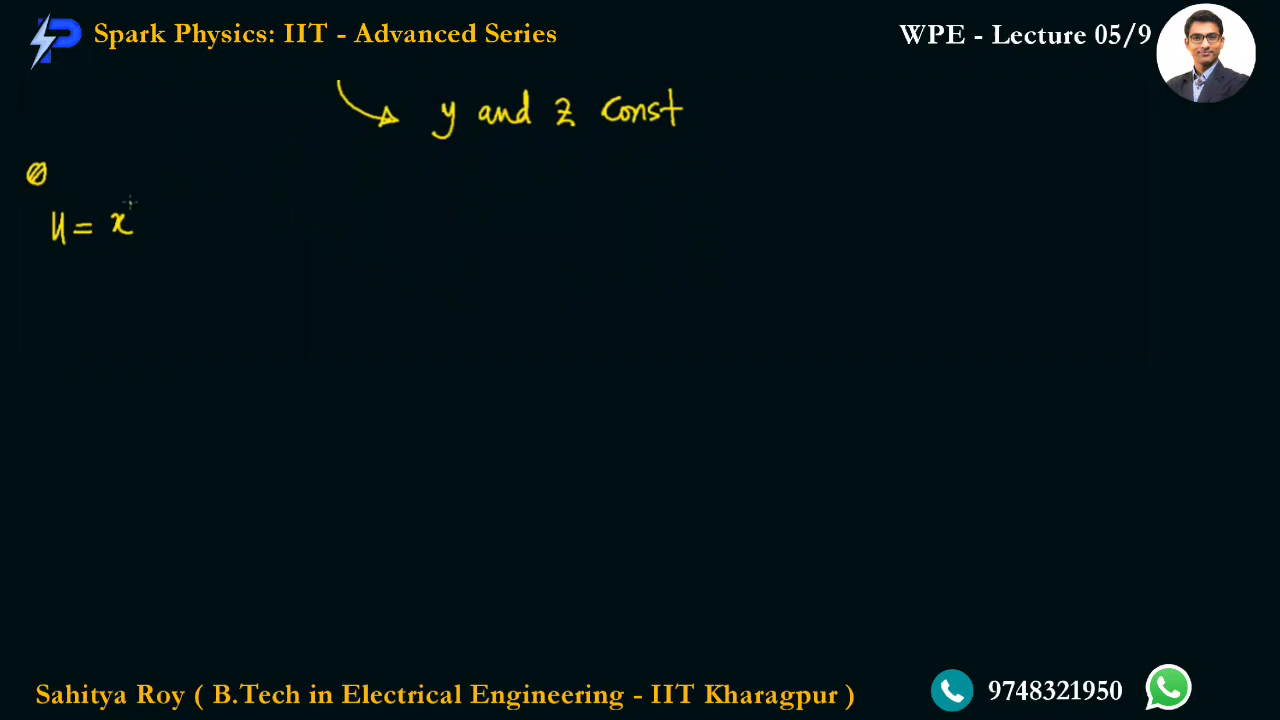 Spark Physics: IIT - Advanced Series
WPE - Lecture 05/9
y and z const
U = x
Sahitya Roy ( B.Tech in Electrical Engineering - IIT Kharagpur )
9748321950